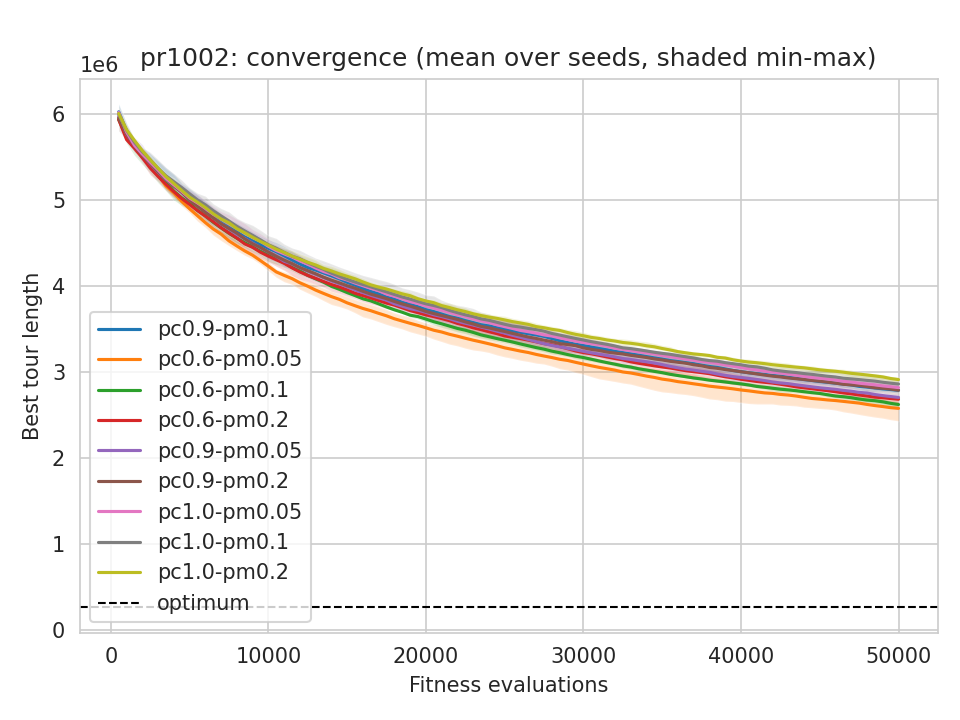 pr1002: convergence (mean over seeds, shaded min-max)
1e6
6
5
4
3
2
1
0
Best tour length
pc0.9-pm0.1
pc0.6-pm0.05
pc0.6-pm0.1
pc0.6-pm0.2
pc0.9-pm0.05
pc0.9-pm0.2
pc1.0-pm0.05
pc1.0-pm0.1
pc1.0-pm0.2
optimum
0 10000 20000 30000 40000 50000
Fitness evaluations